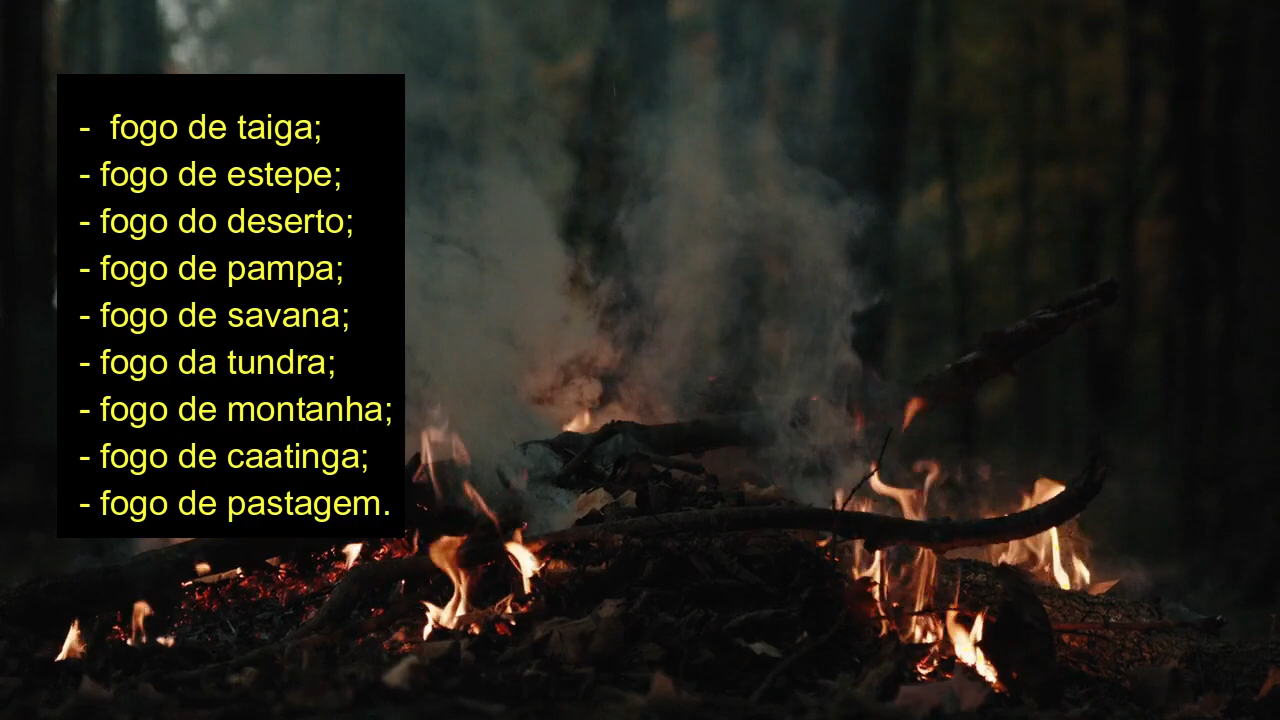 -  fogo de taiga;
- fogo de estepe;
- fogo do deserto;
- fogo de pampa;
- fogo de savana;
- fogo da tundra;
- fogo de montanha;
- fogo de caatinga;
- fogo de pastagem.